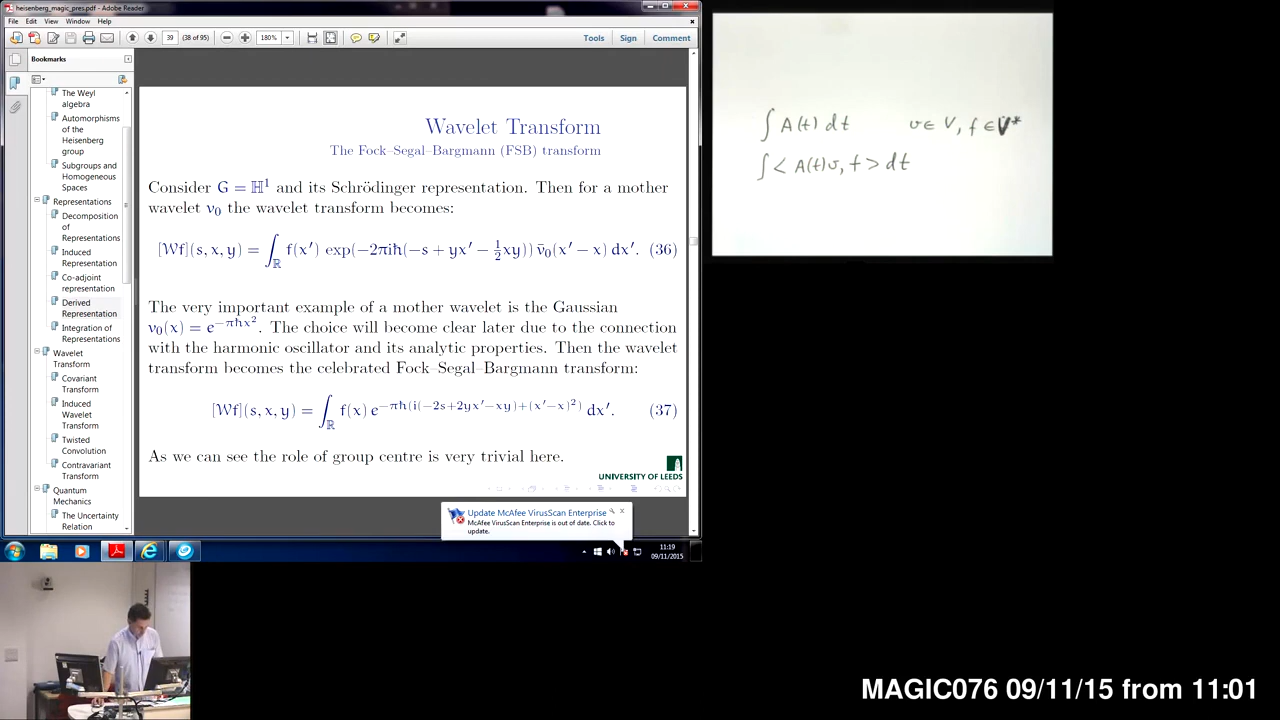 heisenberg_magic_pres.pdf - Adobe Reader
File Edit View Window Help
39 (38 of 95) 180% Tools Sign Comment
Bookmarks
The Weyl algebra
Automorphisms of the Heisenberg group
Subgroups and Homogeneous Spaces
Representations
Decomposition of Representations
Induced Representation
Co-adjoint representation
Derived Representation
Integration of Representations
Wavelet Transform
Covariant Transform
Induced Wavelet Transform
Twisted Convolution
Contravariant Transform
Quantum Mechanics
The Uncertainty Relation
Wavelet Transform
The Fock–Segal–Bargmann (FSB) transform
Consider G = ℍ¹ and its Schrödinger representation. Then for a mother
wavelet v₀ the wavelet transform becomes:
[Wf](s, x, y) = ∫_ℝ f(x′) exp(−2πiħ(−s + yx′ − ½xy)) v̄₀(x′ − x) dx′. (36)
The very important example of a mother wavelet is the Gaussian
v₀(x) = e^{−πħx²}. The choice will become clear later due to the connection
with the harmonic oscillator and its analytic properties. Then the wavelet
transform becomes the celebrated Fock–Segal–Bargmann transform:
[Wf](s, x, y) = ∫_ℝ f(x) e^{−πħ(i(−2s+2yx′−xy)+(x′−x)²)} dx′. (37)
As we can see the role of group centre is very trivial here.
UNIVERSITY OF LEEDS
Update McAfee VirusScan Enterprise
McAfee VirusScan Enterprise is out of date. Click to
update.
11:19
09/11/2015
∫ A(t) dt v ∈ V, f ∈ V*
∫ < A(t)v, f > dt
MAGIC076 09/11/15 from 11:01